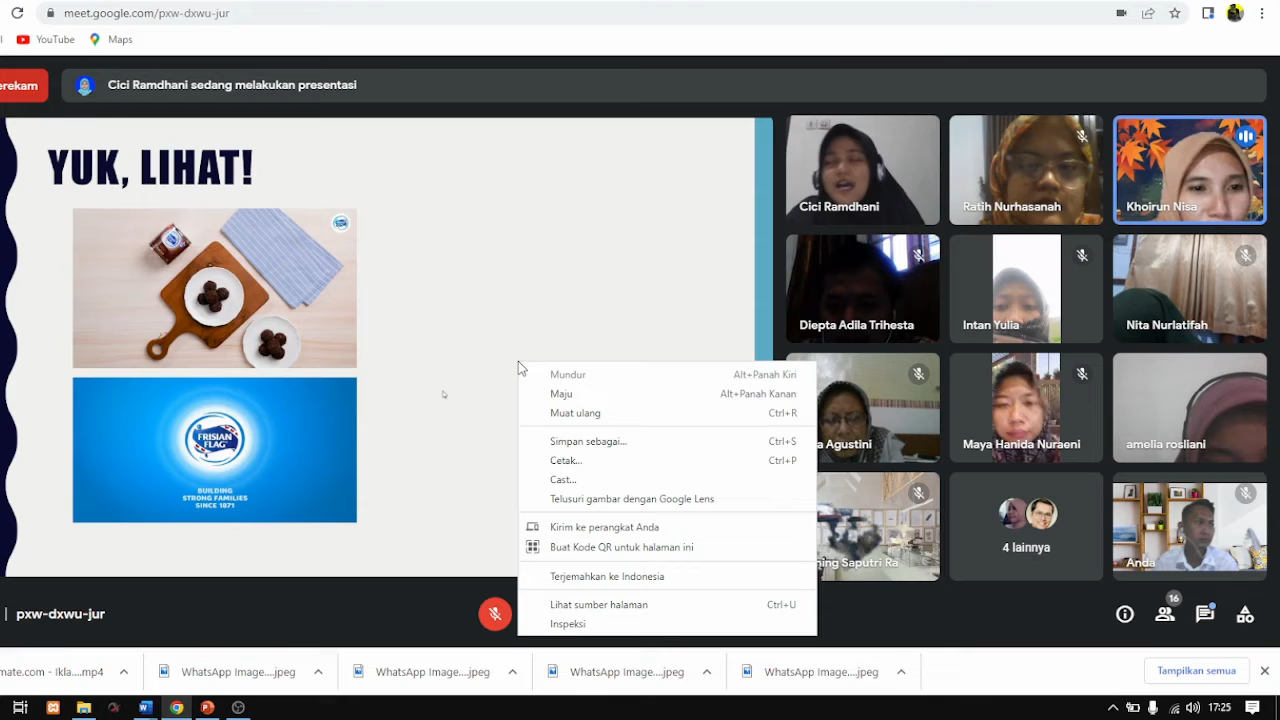 meet.google.com/pxw-dxwu-jur
YouTube
Maps
erekam
Cici Ramdhani sedang melakukan presentasi
YUK, LIHAT!
FRISIAN FLAG
BUILDING
STRONG FAMILIES
SINCE 1871
Cici Ramdhani
Ratih Nurhasanah
Khoirun Nisa
Diepta Adila Trihesta
Intan Yulia
Nita Nurlatifah
a Agustini
Maya Hanida Nuraeni
amelia rosliani
ning Saputri Ra
4 lainnya
Anda
Mundur Alt+Panah Kiri
Maju Alt+Panah Kanan
Muat ulang Ctrl+R
Simpan sebagai... Ctrl+S
Cetak... Ctrl+P
Cast...
Telusuri gambar dengan Google Lens
Kirim ke perangkat Anda
Buat Kode QR untuk halaman ini
Terjemahkan ke Indonesia
Lihat sumber halaman Ctrl+U
Inspeksi
pxw-dxwu-jur
16
mate.com - Ikla....mp4
WhatsApp Image....jpeg
WhatsApp Image....jpeg
WhatsApp Image....jpeg
WhatsApp Image....jpeg
Tampilkan semua
17:25